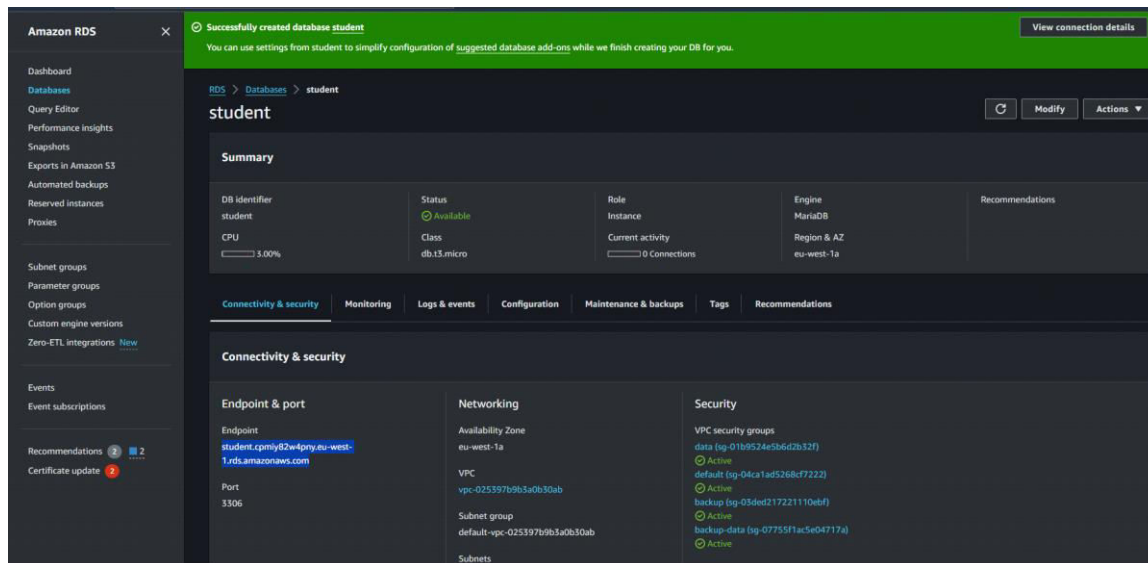 Amazon RDS
Successfully created database student
View connection details
You can use settings from student to simplify configuration of suggested database add-ons while we finish creating your DB for you.
Dashboard
Databases
Query Editor
Performance insights
Snapshots
Exports in Amazon S3
Automated backups
Reserved instances
Proxies
Subnet groups
Parameter groups
Option groups
Custom engine versions
Zero-ETL integrations New
Events
Event subscriptions
Recommendations 2 2
Certificate update 2
RDS > Databases > student
student
Modify
Actions
Summary
DB identifier
student
Status
Available
Role
Instance
Engine
MariaDB
Recommendations
CPU
3.00%
Class
db.t3.micro
Current activity
0 Connections
Region & AZ
eu-west-1a
Connectivity & security
Monitoring
Logs & events
Configuration
Maintenance & backups
Tags
Recommendations
Connectivity & security
Endpoint & port
Endpoint
student.cpmiy82w4pny.eu-west-
1.rds.amazonaws.com
Port
3306
Networking
Availability Zone
eu-west-1a
VPC
vpc-025397b9b3a0b30ab
Subnet group
default-vpc-025397b9b3a0b30ab
Subnets
Security
VPC security groups
data (sg-01b9524e5b6d2b32f)
Active
default (sg-04ca1ad5268cf7222)
Active
backup (sg-03ded217221110ebf)
Active
backup-data (sg-07755f1ac5e04717a)
Active